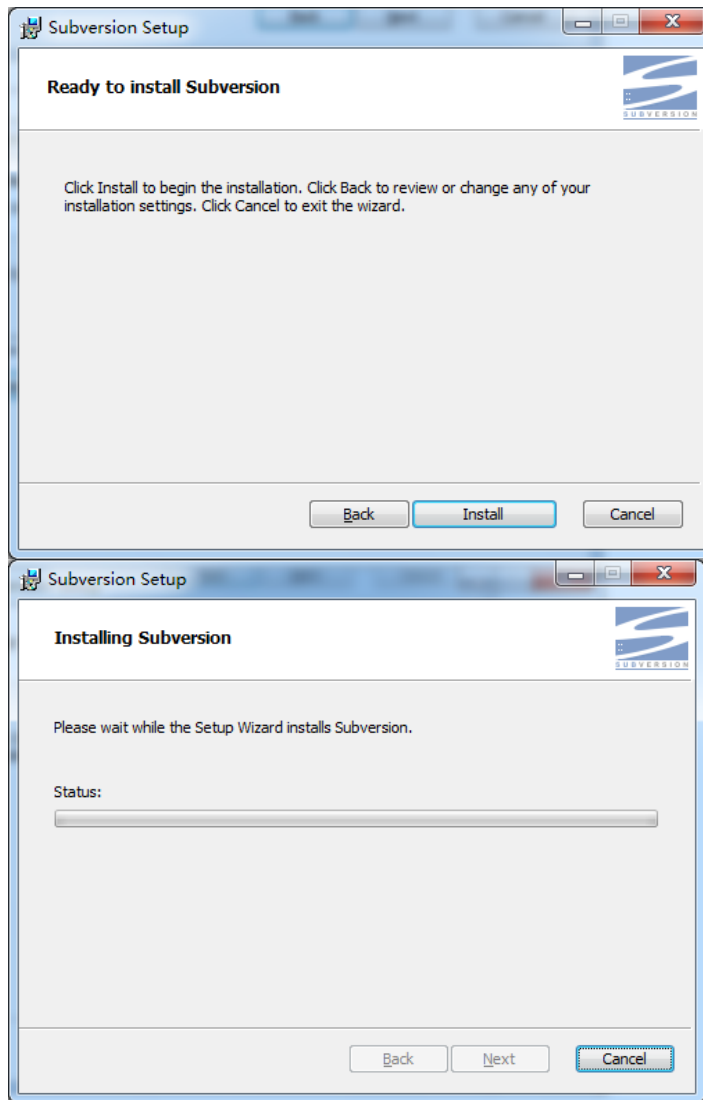 Subversion Setup
Ready to install Subversion
SUBVERSION
Click Install to begin the installation. Click Back to review or change any of your
installation settings. Click Cancel to exit the wizard.
Back Install Cancel
Subversion Setup
Installing Subversion
SUBVERSION
Please wait while the Setup Wizard installs Subversion.
Status:
Back Next Cancel